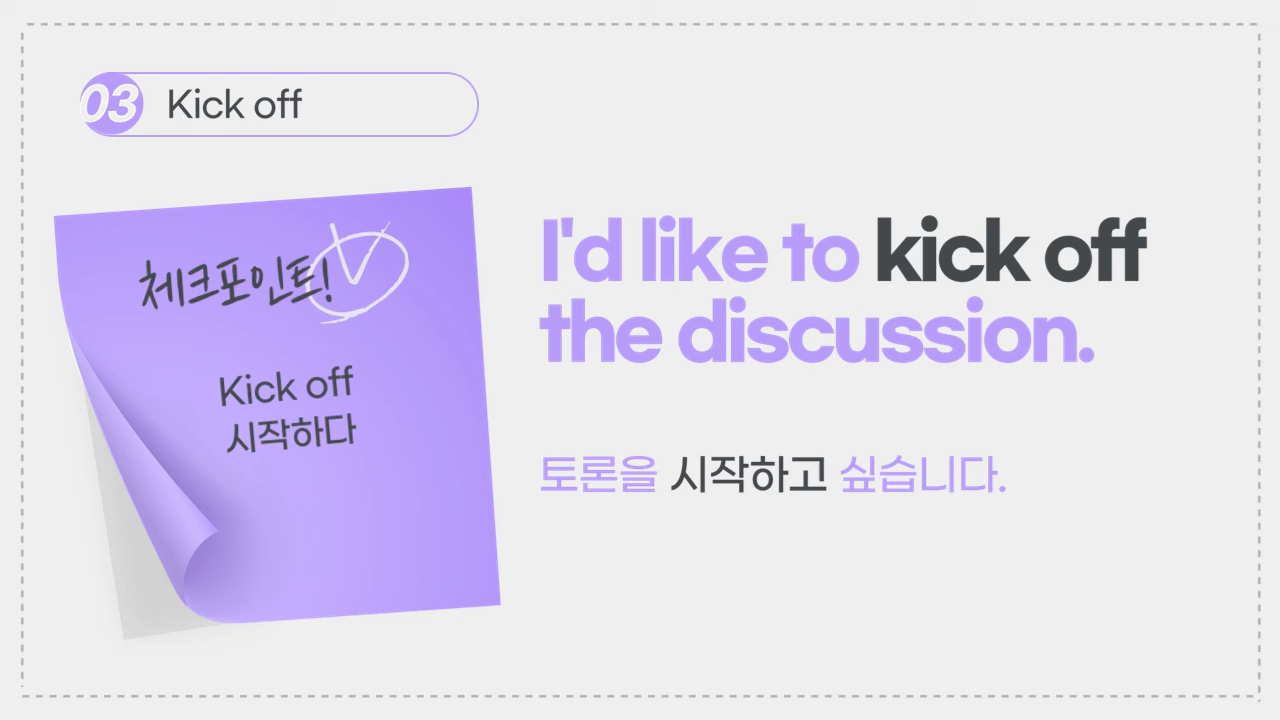 03 Kick off
체크포인트!
Kick off
시작하다
I'd like to kick off
the discussion.
토론을 시작하고 싶습니다.